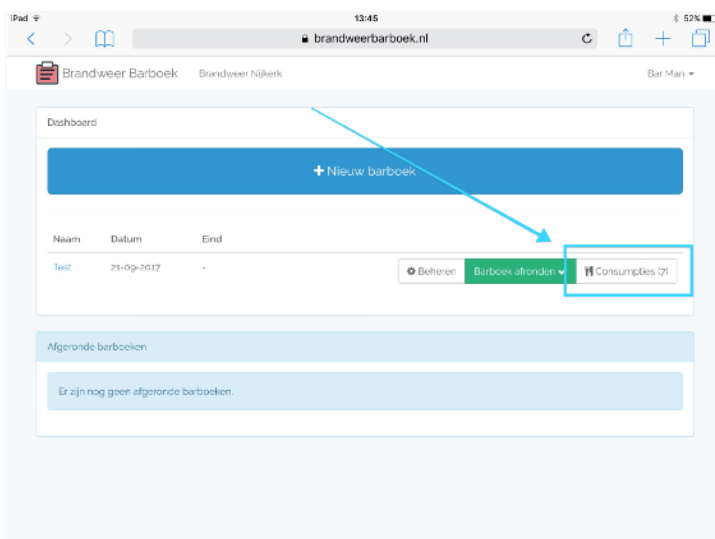 iPad 13:45 52%
brandweerbarboek.nl
Brandweer Barboek Brandweer Nijkerk Bar Man
Dashboard
Nieuw barboek
Naam Datum Eind
Test 21-09-2017 - Beheren Barboek afronden Consumpties (7)
Afgeronde barboeken
Er zijn nog geen afgeronde barboeken.